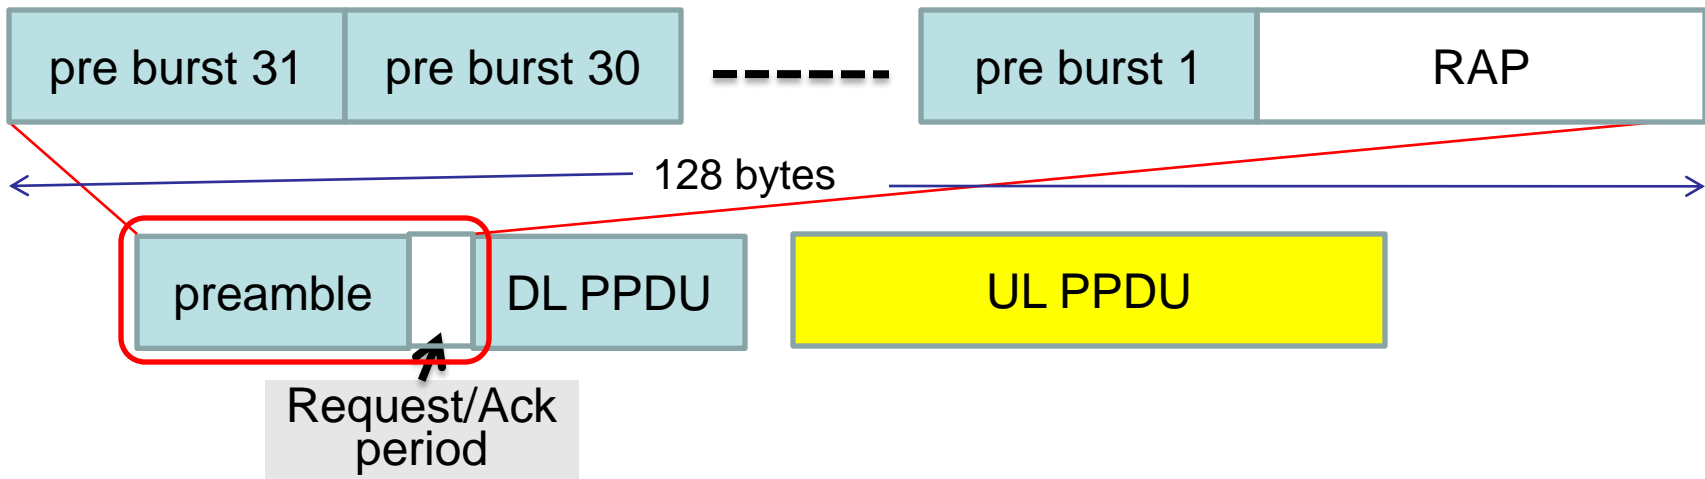 pre burst 31
pre burst 30
pre burst 1
RAP
128 bytes
preamble
DL PPDU
UL PPDU
Request/Ack
period